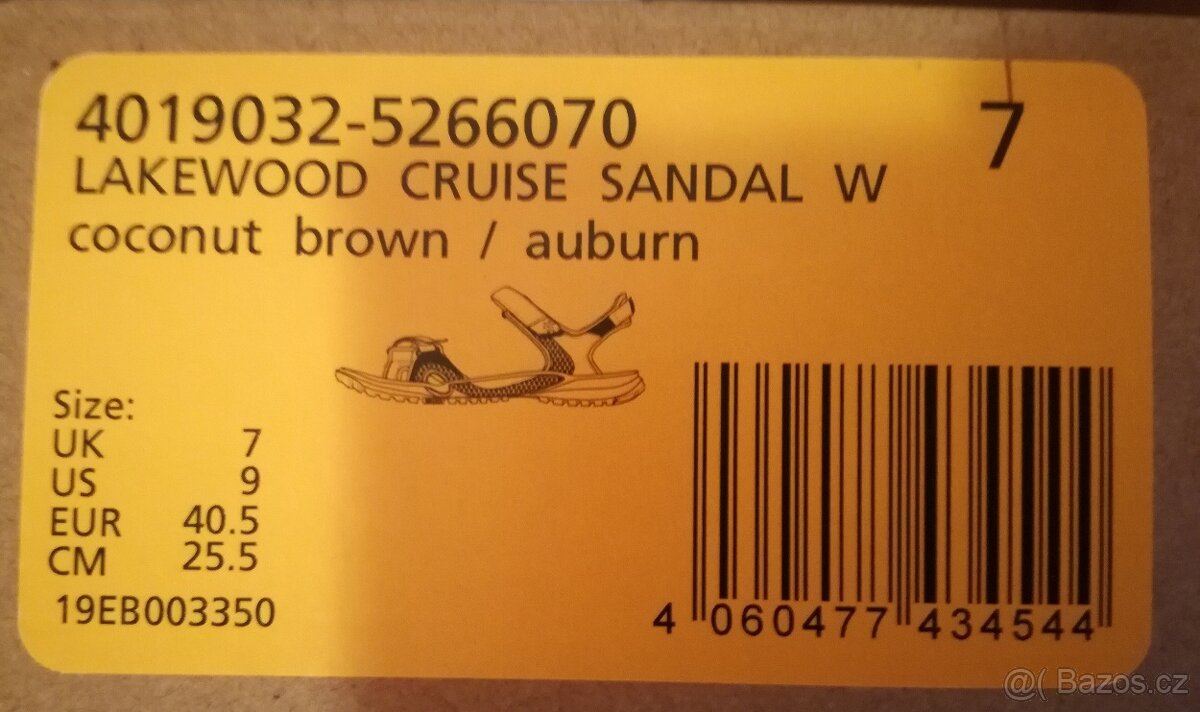 4019032-5266070 7
LAKEWOOD CRUISE SANDAL W
coconut brown / auburn
Size:
UK 7
US 9
EUR 40.5
CM 25.5
19EB003350
4 060477 434544
@( Bazos.cz